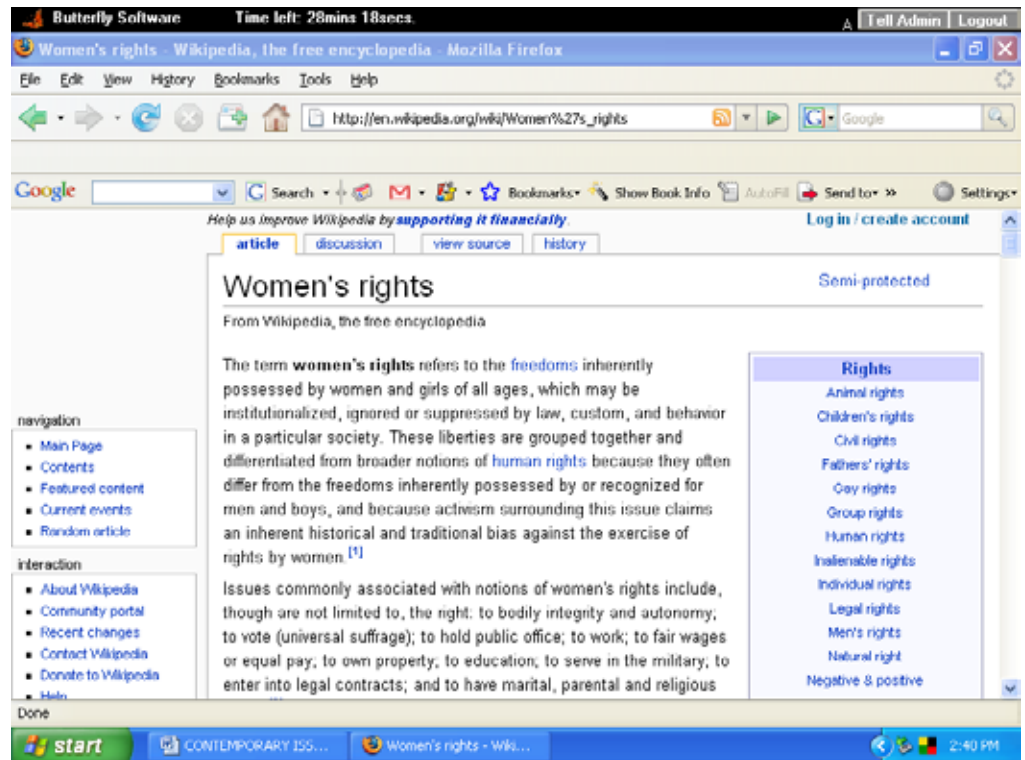 Butterfly Software Time left: 28mins 18secs. A Tell Admin Logout
Women's rights - Wikipedia, the free encyclopedia - Mozilla Firefox
File Edit View History Bookmarks Tools Help
http://en.wikipedia.org/wiki/Women%27s_rights G Google
Google G Search Bookmarks Show Book Info AutoFill Send to Settings
Help us improve Wikipedia by supporting it financially. Log in / create account
article discussion view source history
Women's rights Semi-protected
From Wikipedia, the free encyclopedia
The term women's rights refers to the freedoms inherently
possessed by women and girls of all ages, which may be
institutionalized, ignored or suppressed by law, custom, and behavior
in a particular society. These liberties are grouped together and
differentiated from broader notions of human rights because they often
differ from the freedoms inherently possessed by or recognized for
men and boys, and because activism surrounding this issue claims
an inherent historical and traditional bias against the exercise of
rights by women.[1]
Issues commonly associated with notions of women's rights include,
though are not limited to, the right: to bodily integrity and autonomy;
to vote (universal suffrage); to hold public office; to work; to fair wages
or equal pay; to own property; to education; to serve in the military; to
enter into legal contracts; and to have marital, parental and religious
Rights
Animal rights
Children's rights
Civil rights
Fathers' rights
Gay rights
Group rights
Human rights
Inalienable rights
Individual rights
Legal rights
Men's rights
Natural right
Negative & positive
navigation
Main Page
Contents
Featured content
Current events
Random article
interaction
About Wikipedia
Community portal
Recent changes
Contact Wikipedia
Donate to Wikipedia
Help
Done
start CONTEMPORARY ISS... Women's rights - Wiki... 2:40 PM